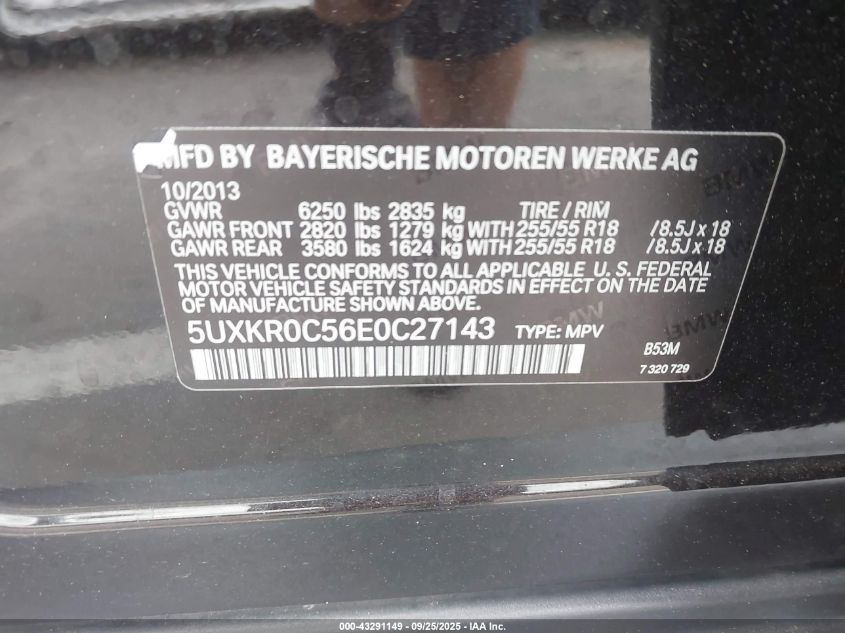 MFD BY BAYERISCHE MOTOREN WERKE AG
10/2013
GVWR 6250 lbs 2835 kg TIRE / RIM
GAWR FRONT 2820 lbs 1279 kg WITH 255/55 R18 /8.5J x 18
GAWR REAR 3580 lbs 1624 kg WITH 255/55 R18 /8.5J x 18
THIS VEHICLE CONFORMS TO ALL APPLICABLE U. S. FEDERAL
MOTOR VEHICLE SAFETY STANDARDS IN EFFECT ON THE DATE
OF MANUFACTURE SHOWN ABOVE.
5UXKR0C56E0C27143 TYPE: MPV
B53M
7 320 729
BMW
BMW
000-43291149 - 09/25/2025 - IAA Inc.